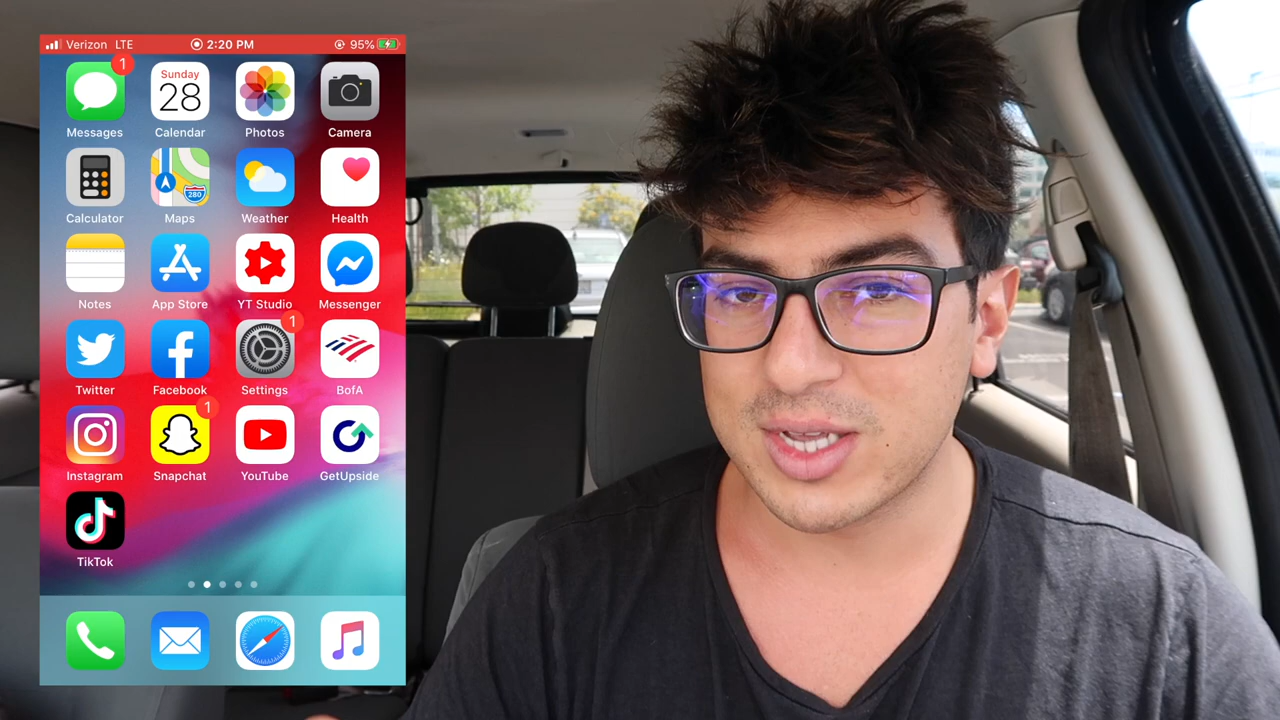 Verizon LTE 2:20 PM 95%
1
Messages
Sunday
28
Calendar
Photos
Camera
Calculator
280
Maps
Weather
Health
Notes
App Store
YT Studio
Messenger
Twitter
Facebook
1
Settings
BofA
Instagram
1
Snapchat
YouTube
GetUpside
TikTok